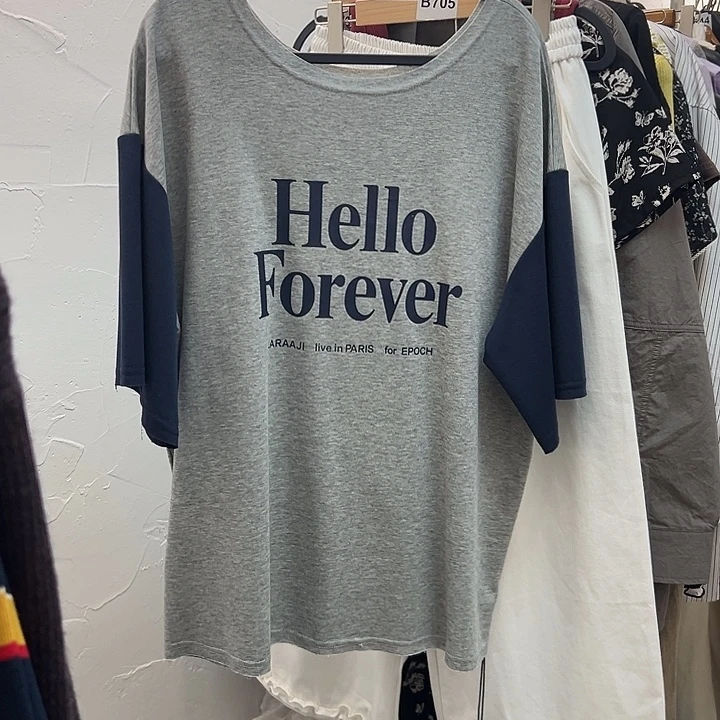 B705
Hello
Forever
ARAAJI live in PARIS for EPOCH